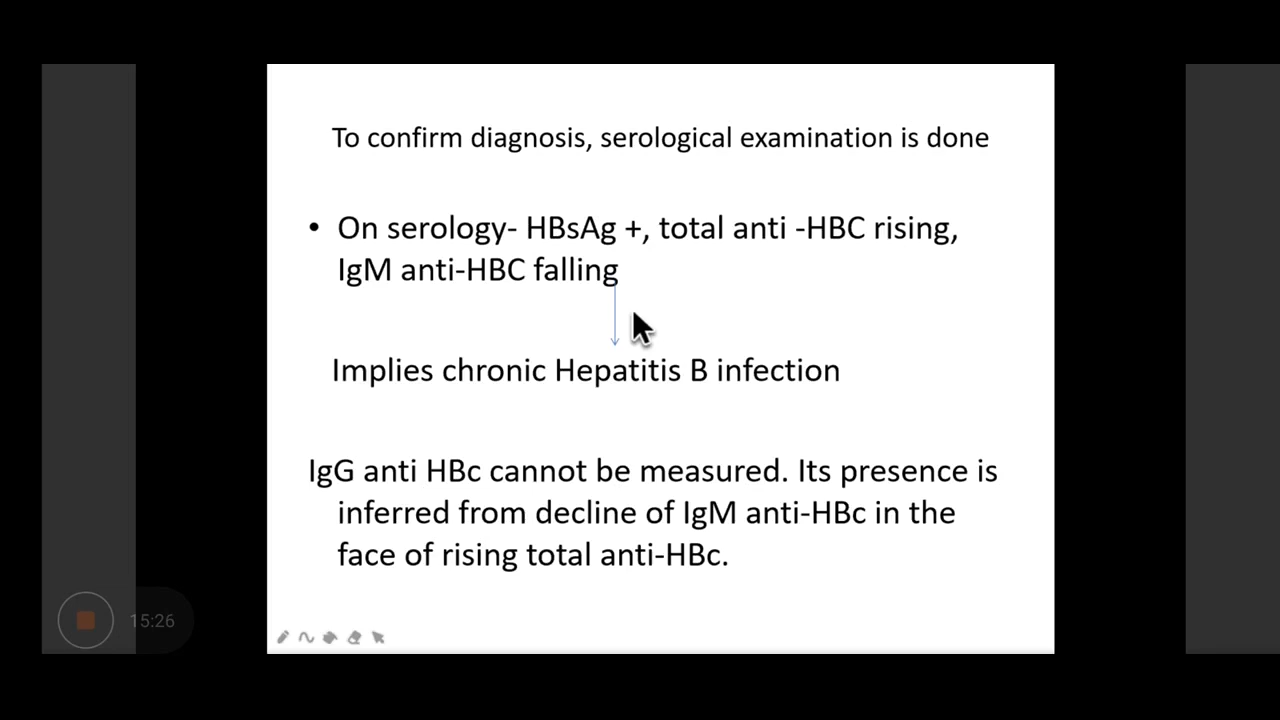 To confirm diagnosis, serological examination is done
• On serology- HBsAg +, total anti -HBC rising,
IgM anti-HBC falling
Implies chronic Hepatitis B infection
IgG anti HBc cannot be measured. Its presence is
inferred from decline of IgM anti-HBc in the
face of rising total anti-HBc.
15:26